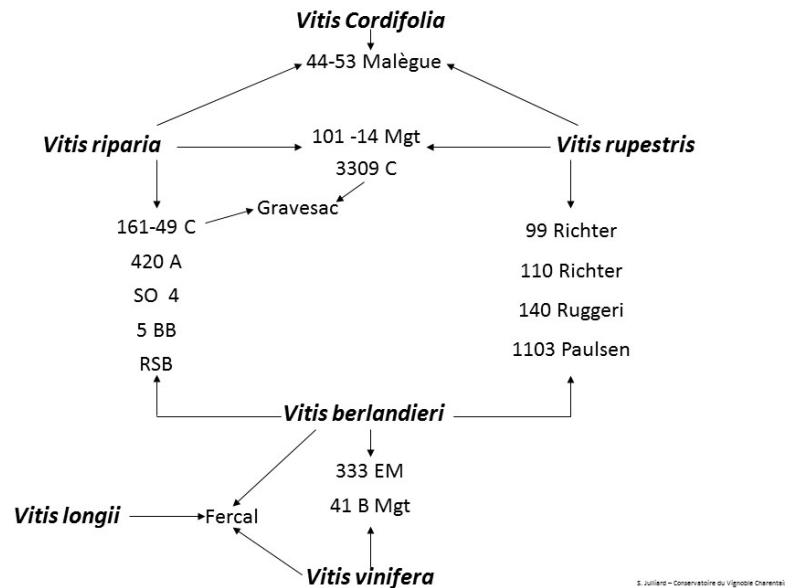 Vitis Cordifolia
44-53 Malègue
Vitis riparia
101 -14 Mgt
Vitis rupestris
3309 C
Gravesac
161-49 C
99 Richter
420 A
110 Richter
SO 4
140 Ruggeri
5 BB
1103 Paulsen
RSB
Vitis berlandieri
333 EM
41 B Mgt
Vitis longii
Fercal
Vitis vinifera
S. Julliard – Conservatoire du Vignoble Charentai